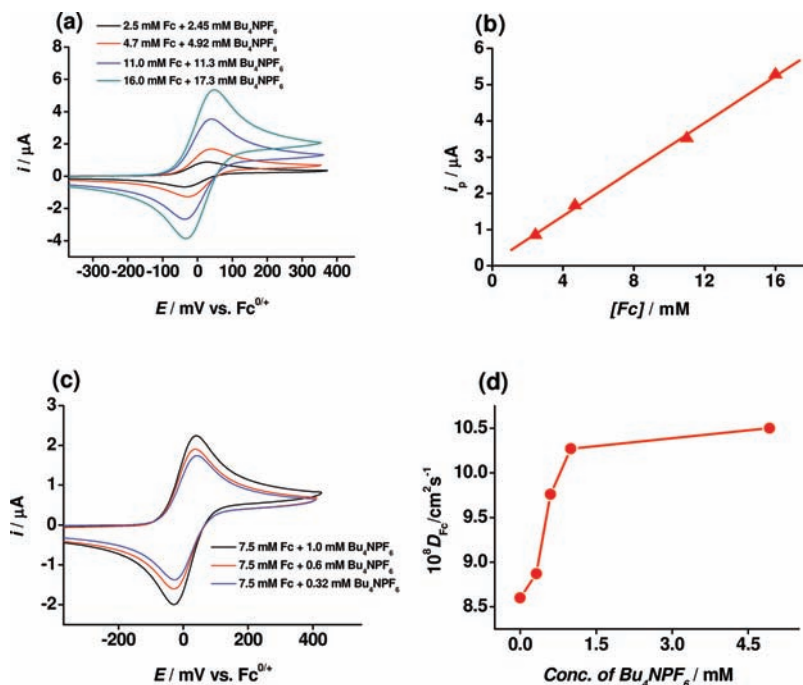 (a)
2.5 mM Fc + 2.45 mM Bu₄NPF₆
4.7 mM Fc + 4.92 mM Bu₄NPF₆
11.0 mM Fc + 11.3 mM Bu₄NPF₆
16.0 mM Fc + 17.3 mM Bu₄NPF₆
8
6
4
2
0
-2
-4
i / μA
-300 -200 -100 0 100 200 300 400
E / mV vs. Fc⁰/⁺
(b)
6
5
4
3
2
1
0
iₚ / μA
0 4 8 12 16
[Fc] / mM
(c)
3
2
1
0
-1
-2
i / μA
7.5 mM Fc + 1.0 mM Bu₄NPF₆
7.5 mM Fc + 0.6 mM Bu₄NPF₆
7.5 mM Fc + 0.32 mM Bu₄NPF₆
-200 0 200 400
E / mV vs. Fc⁰/⁺
(d)
10.5
10.0
9.5
9.0
8.5
10⁸D_Fc/cm²s⁻¹
0.0 1.5 3.0 4.5
Conc. of Bu₄NPF₆ / mM